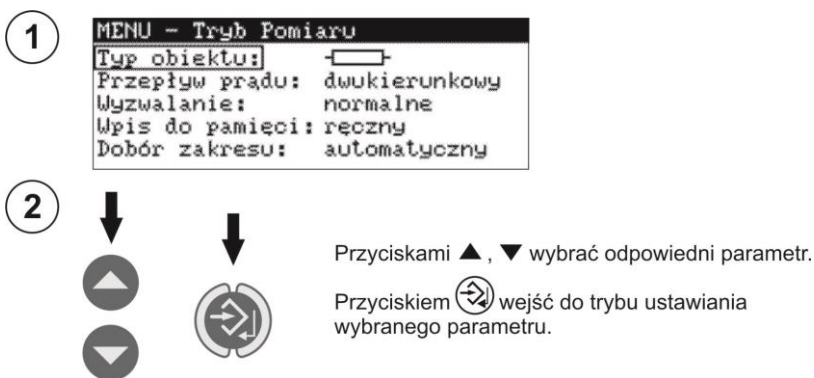 1
MENU - Tryb Pomiaru
Typ obiektu:
Przepływ prądu: dwukierunkowy
Wyzwalanie: normalne
Wpis do pamięci: ręczny
Dobór zakresu: automatyczny
2
Przyciskami ▲ , ▼ wybrać odpowiedni parametr.
Przyciskiem wejść do trybu ustawiania
wybranego parametru.